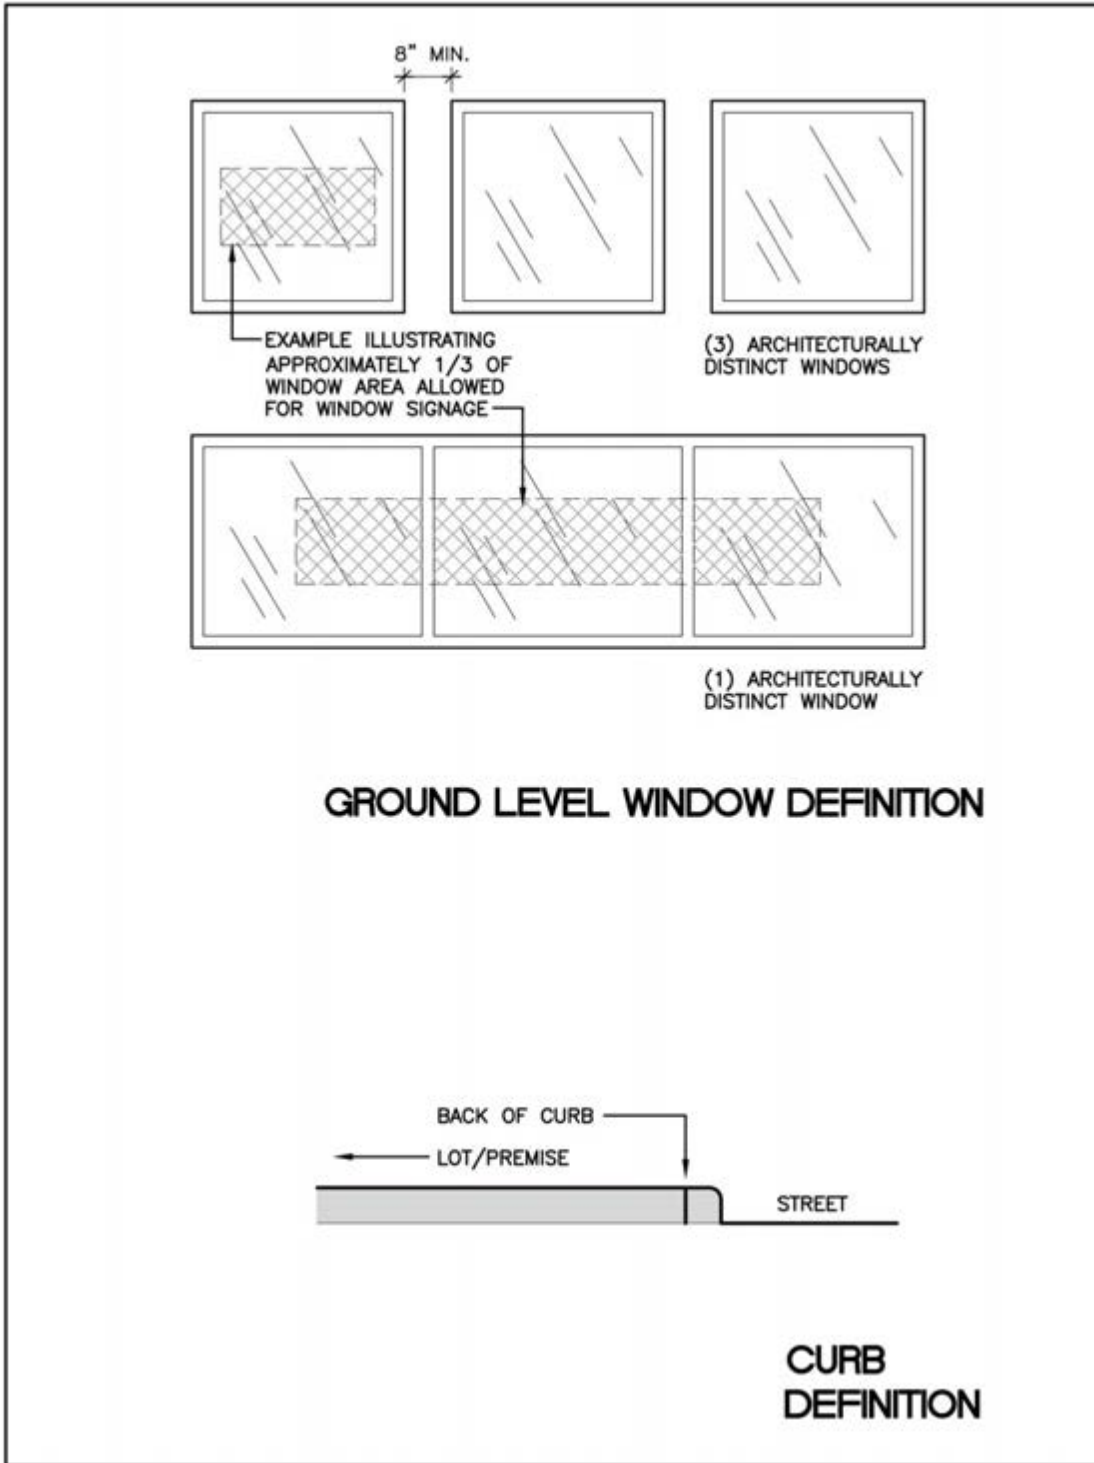 8" MIN.
EXAMPLE ILLUSTRATING
APPROXIMATELY 1/3 OF
WINDOW AREA ALLOWED
FOR WINDOW SIGNAGE
(3) ARCHITECTURALLY
DISTINCT WINDOWS
(1) ARCHITECTURALLY
DISTINCT WINDOW
GROUND LEVEL WINDOW DEFINITION
BACK OF CURB
LOT/PREMISE
STREET
CURB
DEFINITION